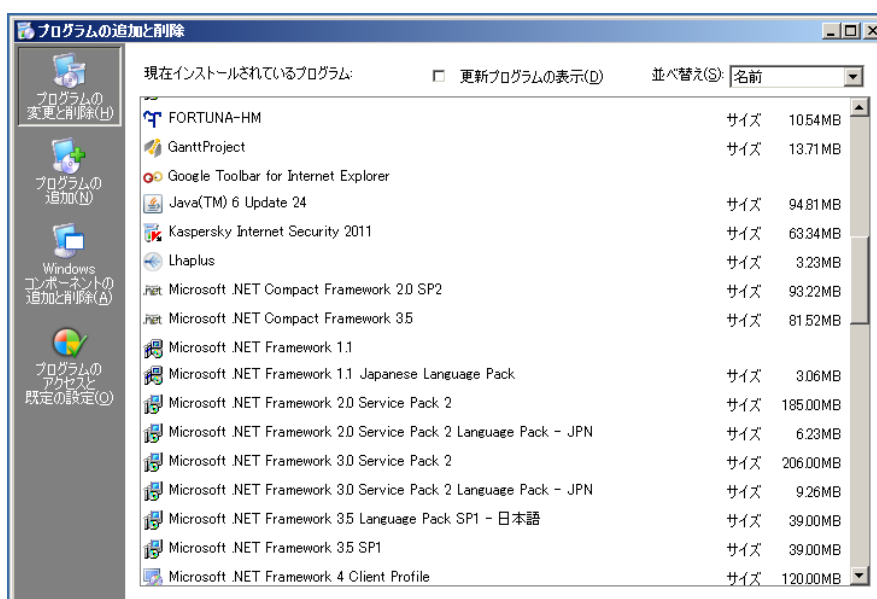 プログラムの追加と削除
プログラムの
変更と削除(H)
プログラムの
追加(N)
Windows
コンポーネントの
追加と削除(A)
プログラムの
アクセスと
既定の設定(O)
現在インストールされているプログラム:
更新プログラムの表示(D)
並べ替え(S): 名前
FORTUNA-HM サイズ 10.54MB
GanttProject サイズ 13.71MB
Google Toolbar for Internet Explorer
Java(TM) 6 Update 24 サイズ 94.81MB
Kaspersky Internet Security 2011 サイズ 63.34MB
Lhaplus サイズ 3.23MB
Microsoft .NET Compact Framework 2.0 SP2 サイズ 93.22MB
Microsoft .NET Compact Framework 3.5 サイズ 81.52MB
Microsoft .NET Framework 1.1
Microsoft .NET Framework 1.1 Japanese Language Pack サイズ 3.06MB
Microsoft .NET Framework 2.0 Service Pack 2 サイズ 185.00MB
Microsoft .NET Framework 2.0 Service Pack 2 Language Pack - JPN サイズ 6.23MB
Microsoft .NET Framework 3.0 Service Pack 2 サイズ 206.00MB
Microsoft .NET Framework 3.0 Service Pack 2 Language Pack - JPN サイズ 9.26MB
Microsoft .NET Framework 3.5 Language Pack SP1 - 日本語 サイズ 39.00MB
Microsoft .NET Framework 3.5 SP1 サイズ 39.00MB
Microsoft .NET Framework 4 Client Profile サイズ 120.00MB